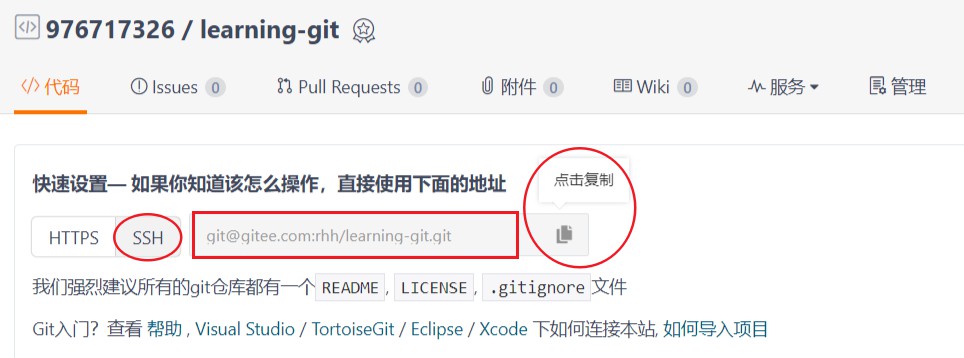 976717326 / learning-git
代码 Issues 0 Pull Requests 0 附件 0 Wiki 0 服务 管理
快速设置— 如果你知道该怎么操作，直接使用下面的地址
点击复制
HTTPS SSH git@gitee.com:rhh/learning-git.git
我们强烈建议所有的git仓库都有一个 README , LICENSE , .gitignore 文件
Git入门？查看 帮助 , Visual Studio / TortoiseGit / Eclipse / Xcode 下如何连接本站, 如何导入项目